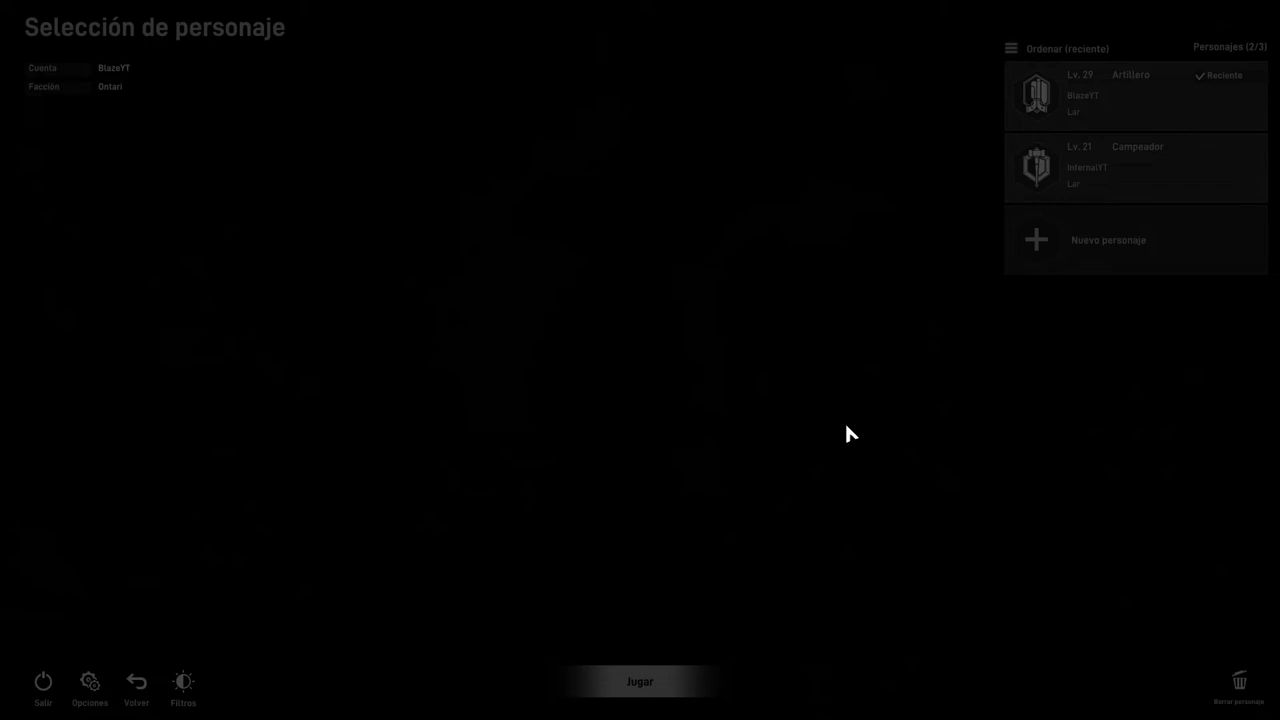 Selección de personaje
Cuenta BlazeYT
Facción Ontari
Ordenar (reciente) Personajes (2/3)
Lv. 29 Artillero Reciente
BlazeYT
Lar
Lv. 21 Campeador
InfernalYT
Lar
Nuevo personaje
Jugar
Salir Opciones Volver Filtros
Borrar personaje